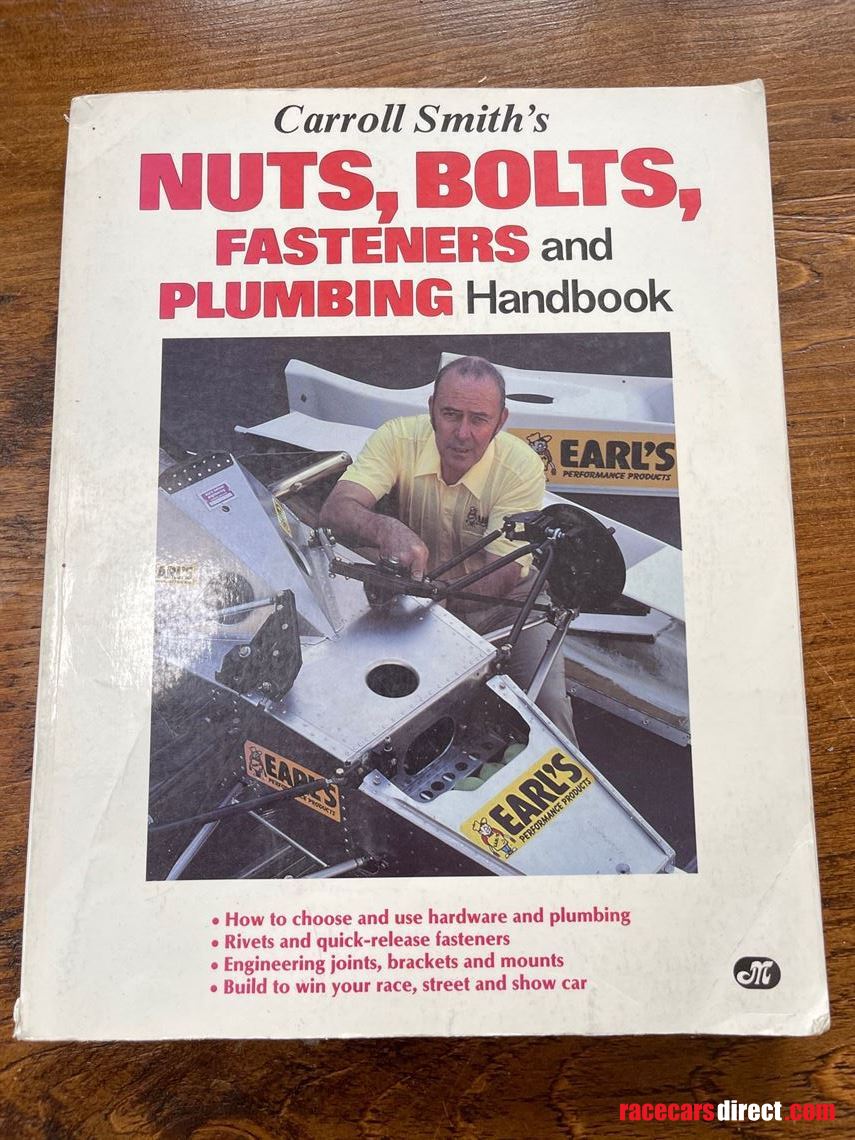 Carroll Smith's
NUTS, BOLTS,
FASTENERS and
PLUMBING Handbook
EARL'S
PERFORMANCE PRODUCTS
EARL'S
EARL'S
PERFORMANCE PRODUCTS
EARL'S
PERFORMANCE PRODUCTS
• How to choose and use hardware and plumbing
• Rivets and quick-release fasteners
• Engineering joints, brackets and mounts
• Build to win your race, street and show car
M
racecarsdirect.com